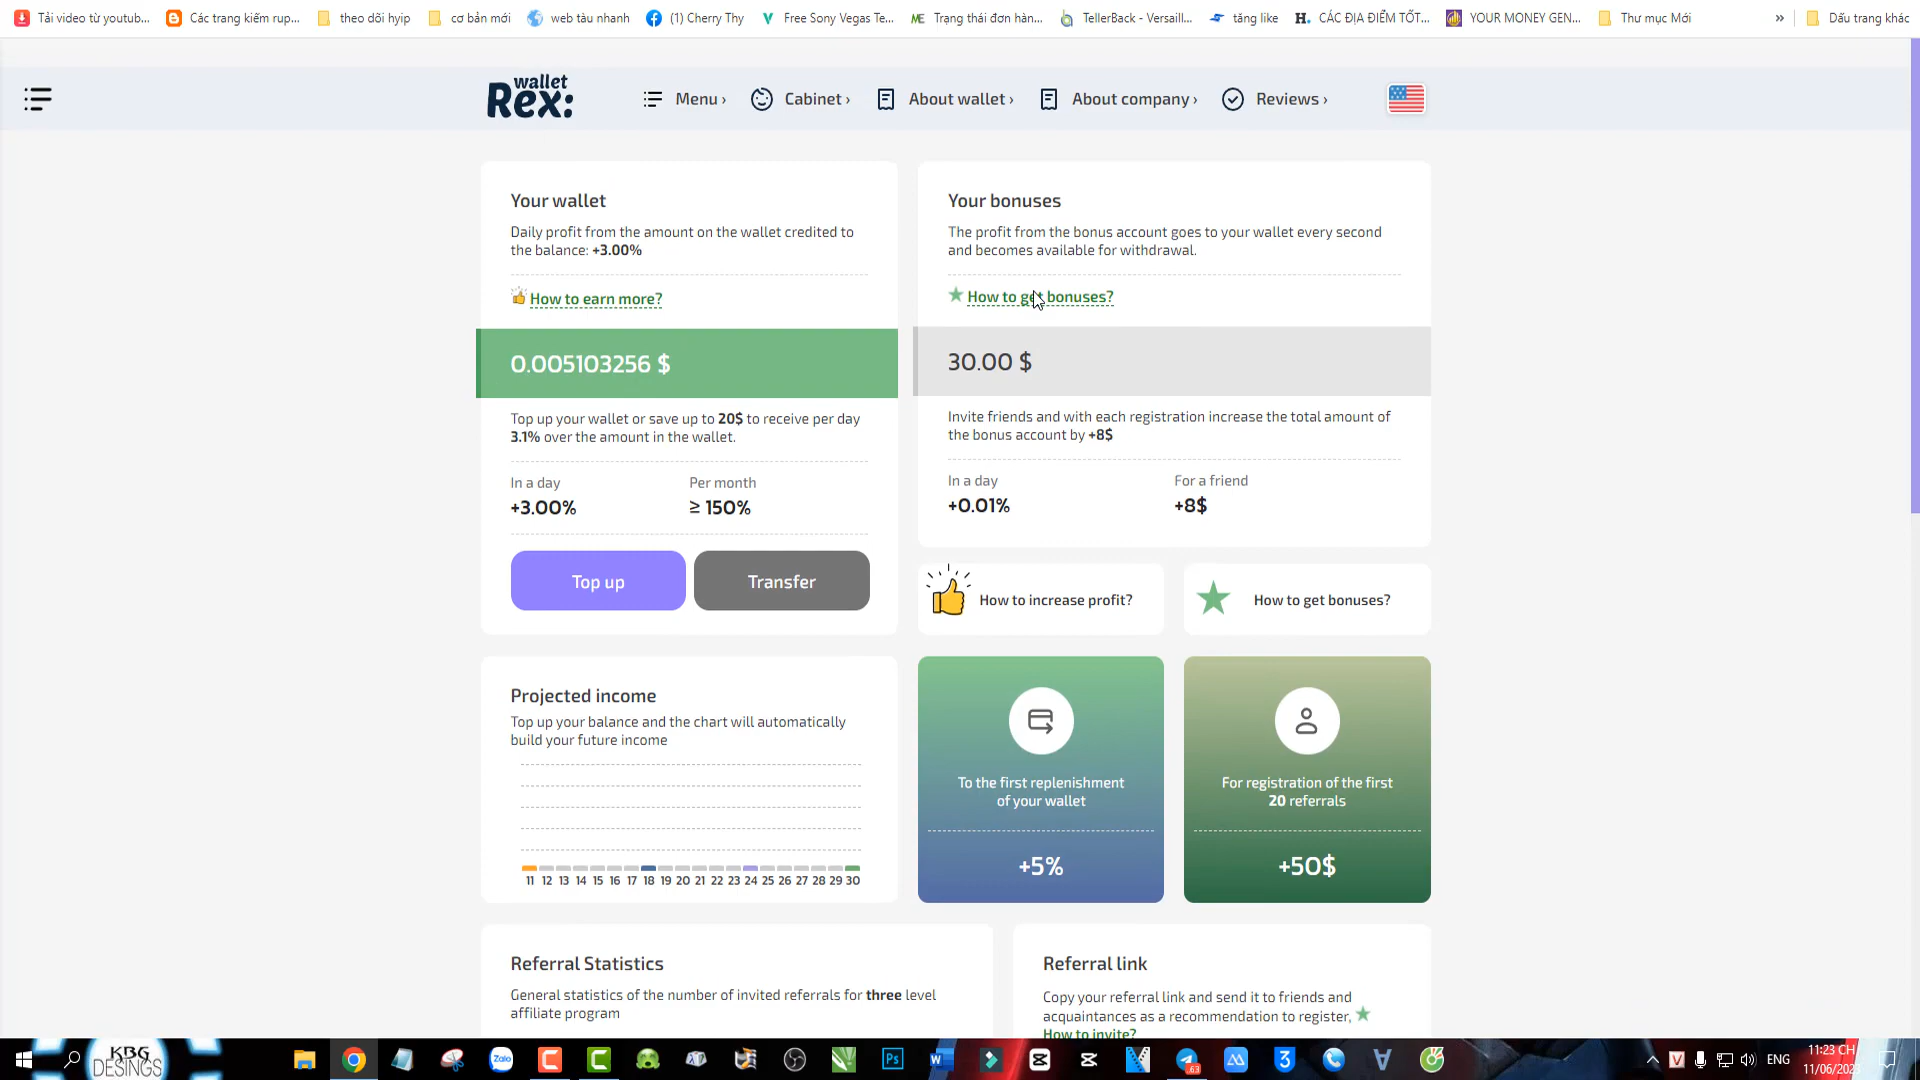 Tải video từ youtub...
Các trang kiếm rup...
theo dõi hyip
cơ bản mới
web tàu nhanh
(1) Cherry Thy
Free Sony Vegas Te...
Trạng thái đơn hàn...
TellerBack - Versaill...
tăng like
H.
CÁC ĐỊA ĐIỂM TỐT...
YOUR MONEY GEN...
Thư mục Mới
»
Dấu trang khác
wallet
Rex:
Menu ›
Cabinet ›
About wallet ›
About company ›
Reviews ›
Your wallet
Daily profit from the amount on the wallet credited to
the balance: +3.00%
How to earn more?
0.005103256 $
Top up your wallet or save up to 20$ to receive per day
3.1% over the amount in the wallet.
In a day
Per month
+3.00%
≥ 150%
Top up
Transfer
Your bonuses
The profit from the bonus account goes to your wallet every second
and becomes available for withdrawal.
How to get bonuses?
30.00 $
Invite friends and with each registration increase the total amount of
the bonus account by +8$
In a day
For a friend
+0.01%
+8$
How to increase profit?
How to get bonuses?
Projected income
Top up your balance and the chart will automatically
build your future income
11 12 13 14 15 16 17 18 19 20 21 22 23 24 25 26 27 28 29 30
To the first replenishment
of your wallet
+5%
For registration of the first
20 referrals
+50$
Referral Statistics
General statistics of the number of invited referrals for three level
affiliate program
Referral link
Copy your referral link and send it to friends and
acquaintances as a recommendation to register,
How to invite?
KBG
DESINGS
Zalo
Ps
63
ENG
11:23 CH